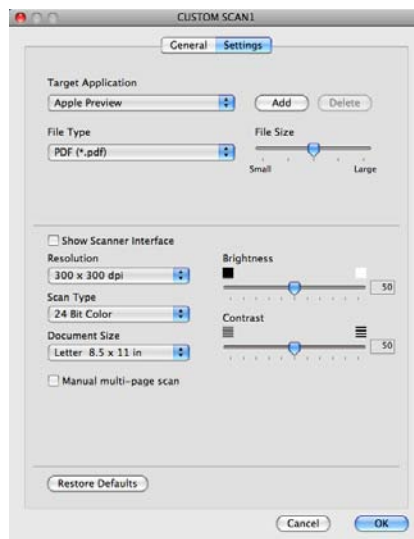 CUSTOM SCAN1
General Settings
Target Application
Apple Preview Add Delete
File Type File Size
PDF (*.pdf)
Small Large
Show Scanner Interface
Resolution Brightness
300 x 300 dpi 50
Scan Type
24 Bit Color Contrast
Document Size
Letter 8.5 x 11 in 50
Manual multi-page scan
Restore Defaults
Cancel OK